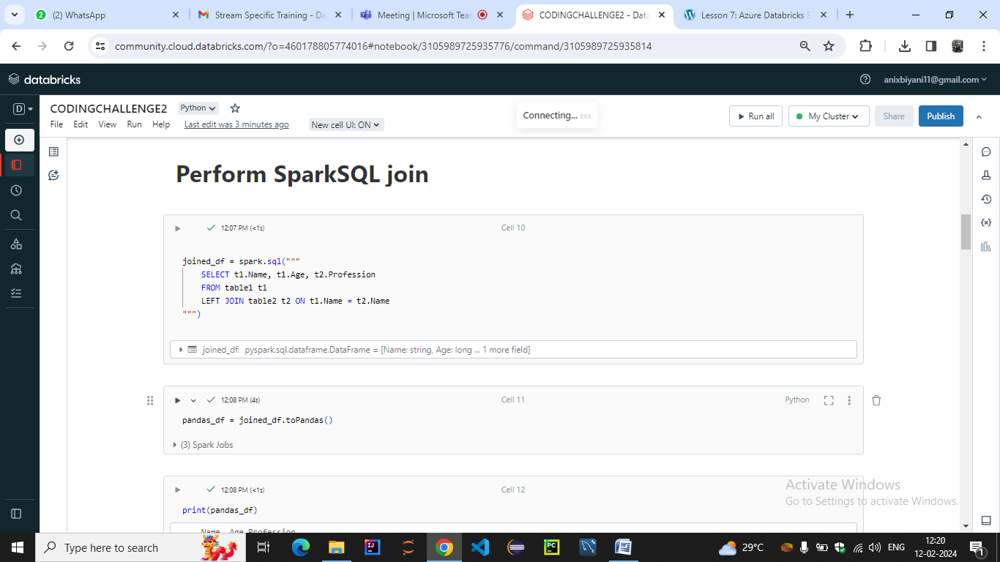 (2) WhatsApp
Stream Specific Training - Da
Meeting | Microsoft Tear
CODINGCHALLENGE2 - Data
Lesson 7: Azure Databricks S
community.cloud.databricks.com/?o=460178805774016#notebook/3105989725935776/command/3105989725935814
databricks
anixbiyani11@gmail.com
D
CODINGCHALLENGE2
Python
File Edit View Run Help Last edit was 3 minutes ago New cell UI: ON
Connecting...
Run all
My Cluster
Share
Publish
Perform SparkSQL join
12:07 PM (<1s)
Cell 10
joined_df = spark.sql("""
SELECT t1.Name, t1.Age, t2.Profession
FROM table1 t1
LEFT JOIN table2 t2 ON t1.Name = t2.Name
""")
joined_df: pyspark.sql.dataframe.DataFrame = [Name: string, Age: long ... 1 more field]
12:08 PM (4s)
Cell 11
Python
pandas_df = joined_df.toPandas()
(3) Spark Jobs
12:08 PM (<1s)
Cell 12
print(pandas_df)
Name Age Profession
Activate Windows
Go to Settings to activate Windows.
Type here to search
29°C
ENG
12:20
12-02-2024
1